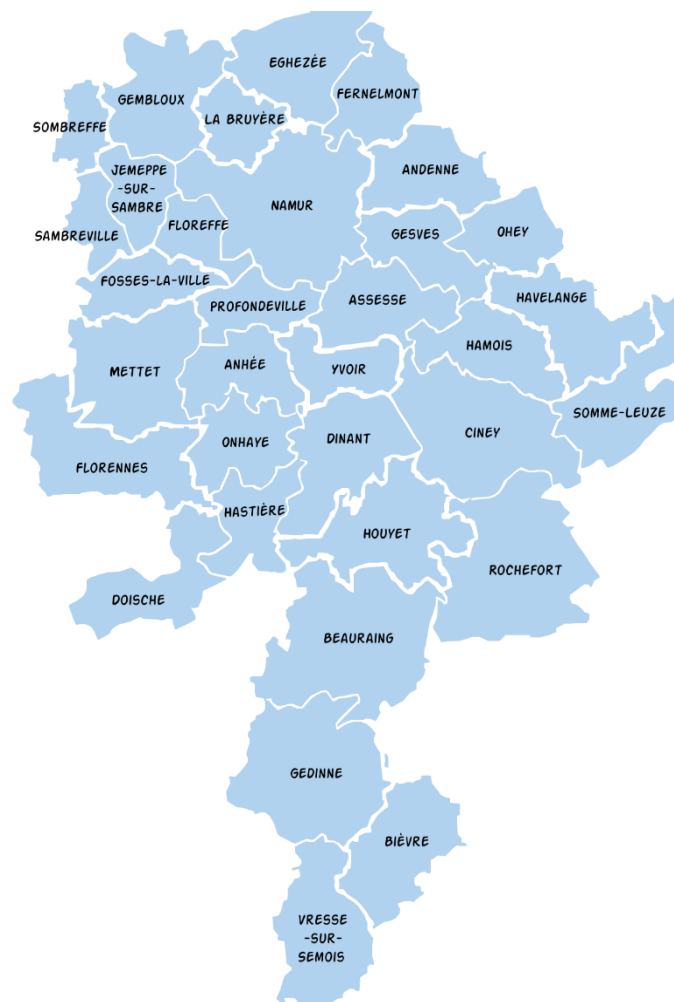 EGHEZÉE
FERNELMONT
GEMBLOUX
LA BRUYÈRE
SOMBREFFE
JEMEPPE
-SUR-
SAMBRE
ANDENNE
NAMUR
FLOREFFE
SAMBREVILLE
GESVES
OHEY
FOSSES-LA-VILLE
PROFONDEVILLE
ASSESSE
HAVELANGE
HAMOIS
METTET
ANHÉE
YVOIR
SOMME-LEUZE
ONHAYE
DINANT
CINEY
FLORENNES
HASTIÈRE
HOUYET
ROCHEFORT
DOISCHE
BEAURAING
GEDINNE
BIÈVRE
VRESSE
-SUR-
SEMOIS